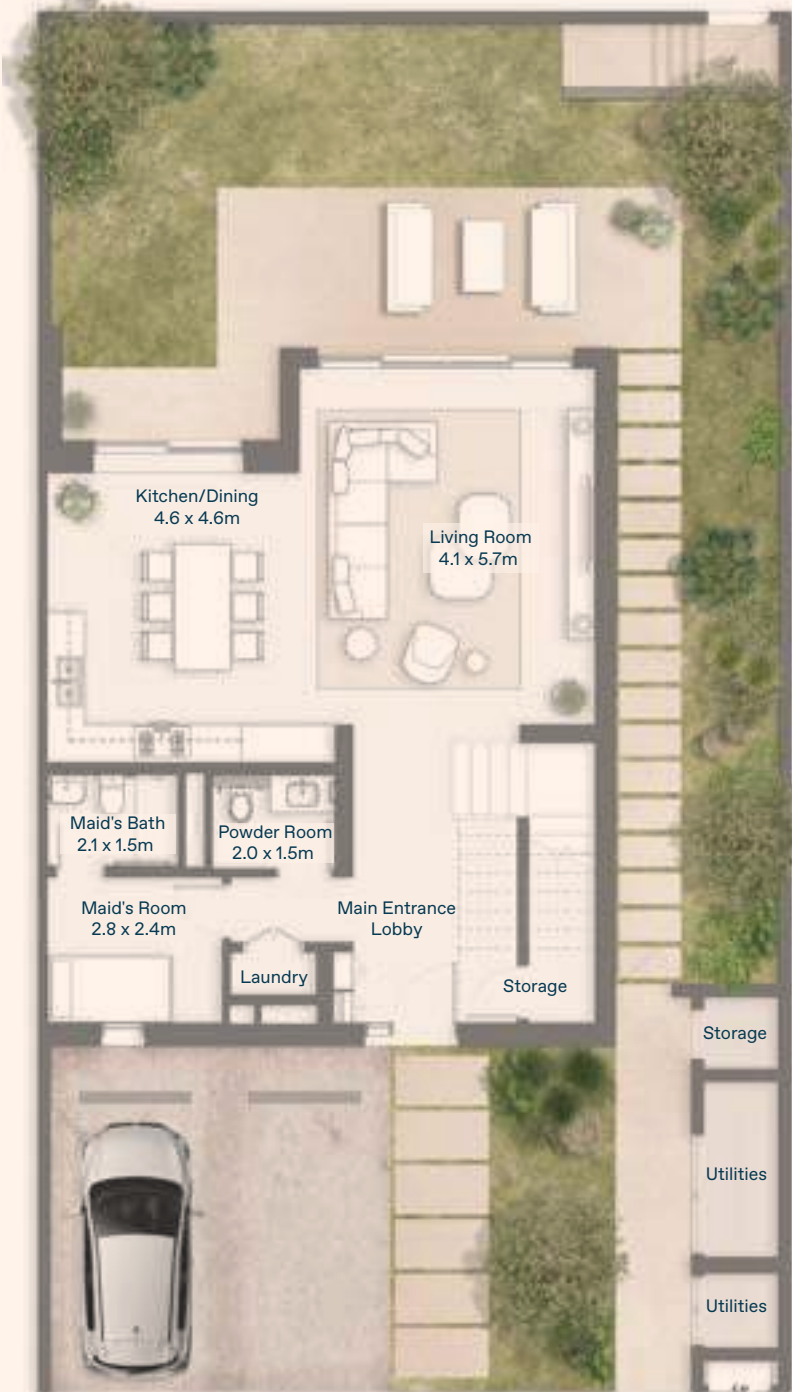 Kitchen/Dining
4.6 x 4.6m
Living Room
4.1 x 5.7m
Maid's Bath
2.1 x 1.5m
Powder Room
2.0 x 1.5m
Maid's Room
2.8 x 2.4m
Main Entrance
Lobby
Laundry
Storage
Storage
Utilities
Utilities